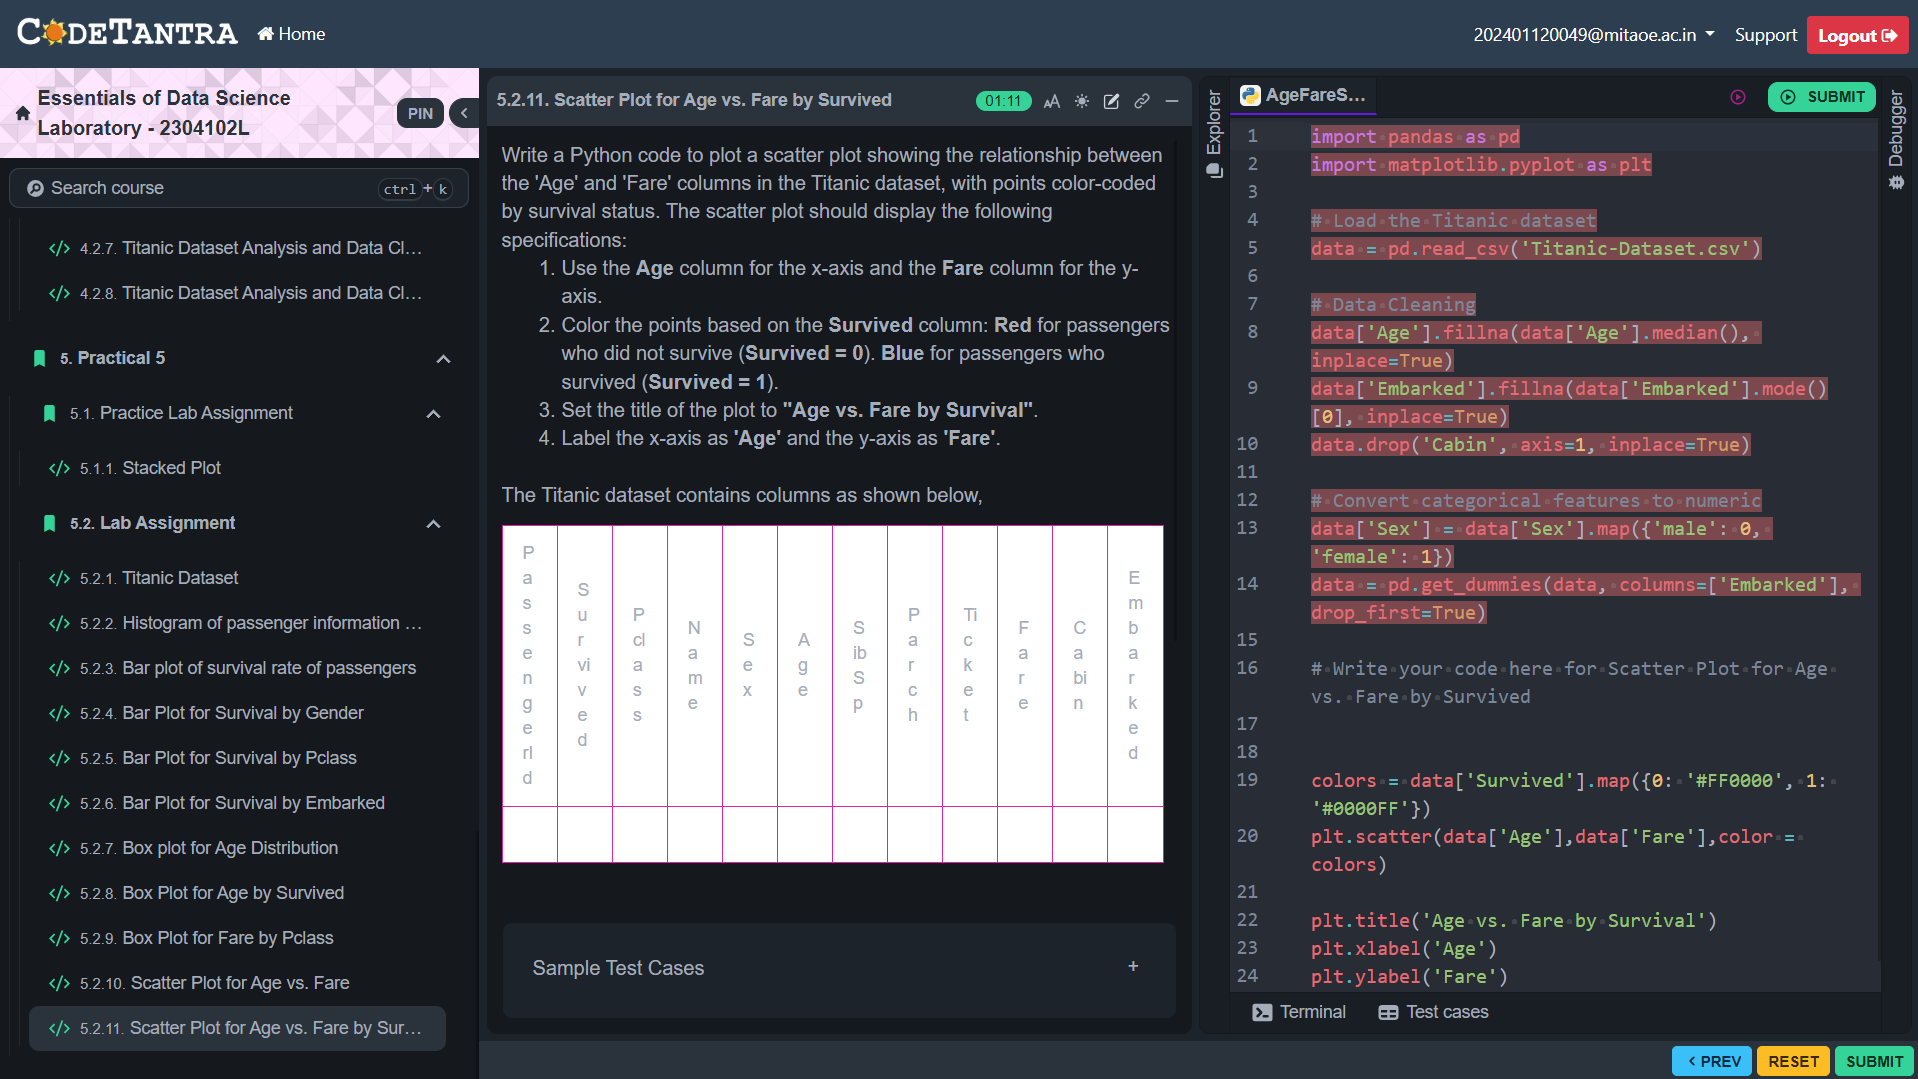 CODETANTRA
Home
202401120049@mitaoe.ac.in
Support
Logout
Essentials of Data Science
Laboratory - 2304102L
PIN
Search course
ctrl + k
4.2.7. Titanic Dataset Analysis and Data Cl...
4.2.8. Titanic Dataset Analysis and Data Cl...
5. Practical 5
5.1. Practice Lab Assignment
5.1.1. Stacked Plot
5.2. Lab Assignment
5.2.1. Titanic Dataset
5.2.2. Histogram of passenger information ...
5.2.3. Bar plot of survival rate of passengers
5.2.4. Bar Plot for Survival by Gender
5.2.5. Bar Plot for Survival by Pclass
5.2.6. Bar Plot for Survival by Embarked
5.2.7. Box plot for Age Distribution
5.2.8. Box Plot for Age by Survived
5.2.9. Box Plot for Fare by Pclass
5.2.10. Scatter Plot for Age vs. Fare
5.2.11. Scatter Plot for Age vs. Fare by Sur...
5.2.11. Scatter Plot for Age vs. Fare by Survived
01:11
AA
Write a Python code to plot a scatter plot showing the relationship between
the 'Age' and 'Fare' columns in the Titanic dataset, with points color-coded
by survival status. The scatter plot should display the following
specifications:
1. Use the Age column for the x-axis and the Fare column for the y-
axis.
2. Color the points based on the Survived column: Red for passengers
who did not survive (Survived = 0). Blue for passengers who
survived (Survived = 1).
3. Set the title of the plot to "Age vs. Fare by Survival".
4. Label the x-axis as 'Age' and the y-axis as 'Fare'.
The Titanic dataset contains columns as shown below,
PassengerId
Survived
Pclass
Name
Sex
Age
SibSp
Parch
Ticket
Fare
Cabin
Embarked
Sample Test Cases
+
Explorer
AgeFareS...
SUBMIT
Debugger
1 import pandas as pd
2 import matplotlib.pyplot as plt
3
4 # Load the Titanic dataset
5 data = pd.read_csv('Titanic-Dataset.csv')
6
7 # Data Cleaning
8 data['Age'].fillna(data['Age'].median(),
inplace=True)
9 data['Embarked'].fillna(data['Embarked'].mode()
[0], inplace=True)
10 data.drop('Cabin', axis=1, inplace=True)
11
12 # Convert categorical features to numeric
13 data['Sex'] = data['Sex'].map({'male': 0,
'female': 1})
14 data = pd.get_dummies(data, columns=['Embarked'],
drop_first=True)
15
16 # Write your code here for Scatter Plot for Age
vs. Fare by Survived
17
18
19 colors = data['Survived'].map({0: '#FF0000', 1:
'#0000FF'})
20 plt.scatter(data['Age'],data['Fare'],color =
colors)
21
22 plt.title('Age vs. Fare by Survival')
23 plt.xlabel('Age')
24 plt.ylabel('Fare')
Terminal
Test cases
PREV
RESET
SUBMIT